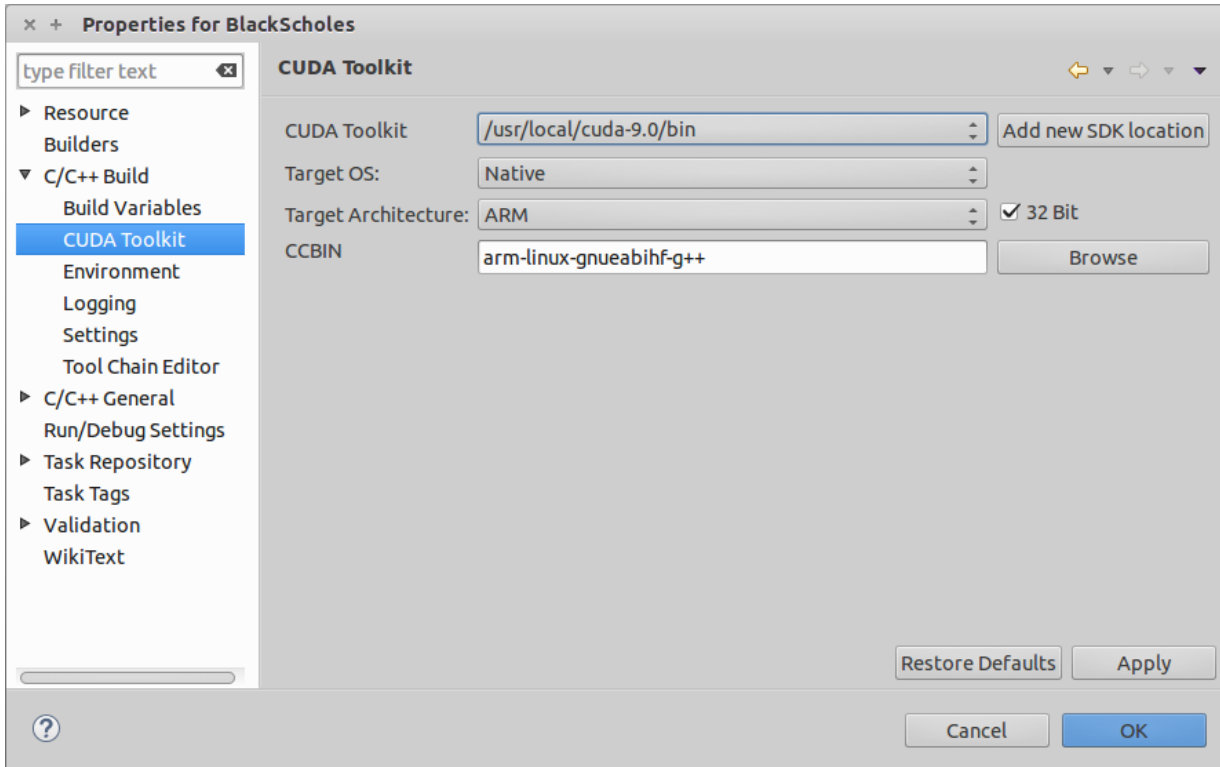 Properties for BlackScholes
type filter text
CUDA Toolkit
Resource
Builders
C/C++ Build
Build Variables
CUDA Toolkit
Environment
Logging
Settings
Tool Chain Editor
C/C++ General
Run/Debug Settings
Task Repository
Task Tags
Validation
WikiText
CUDA Toolkit /usr/local/cuda-9.0/bin Add new SDK location
Target OS: Native
Target Architecture: ARM 32 Bit
CCBIN arm-linux-gnueabihf-g++ Browse
Restore Defaults Apply
? Cancel OK